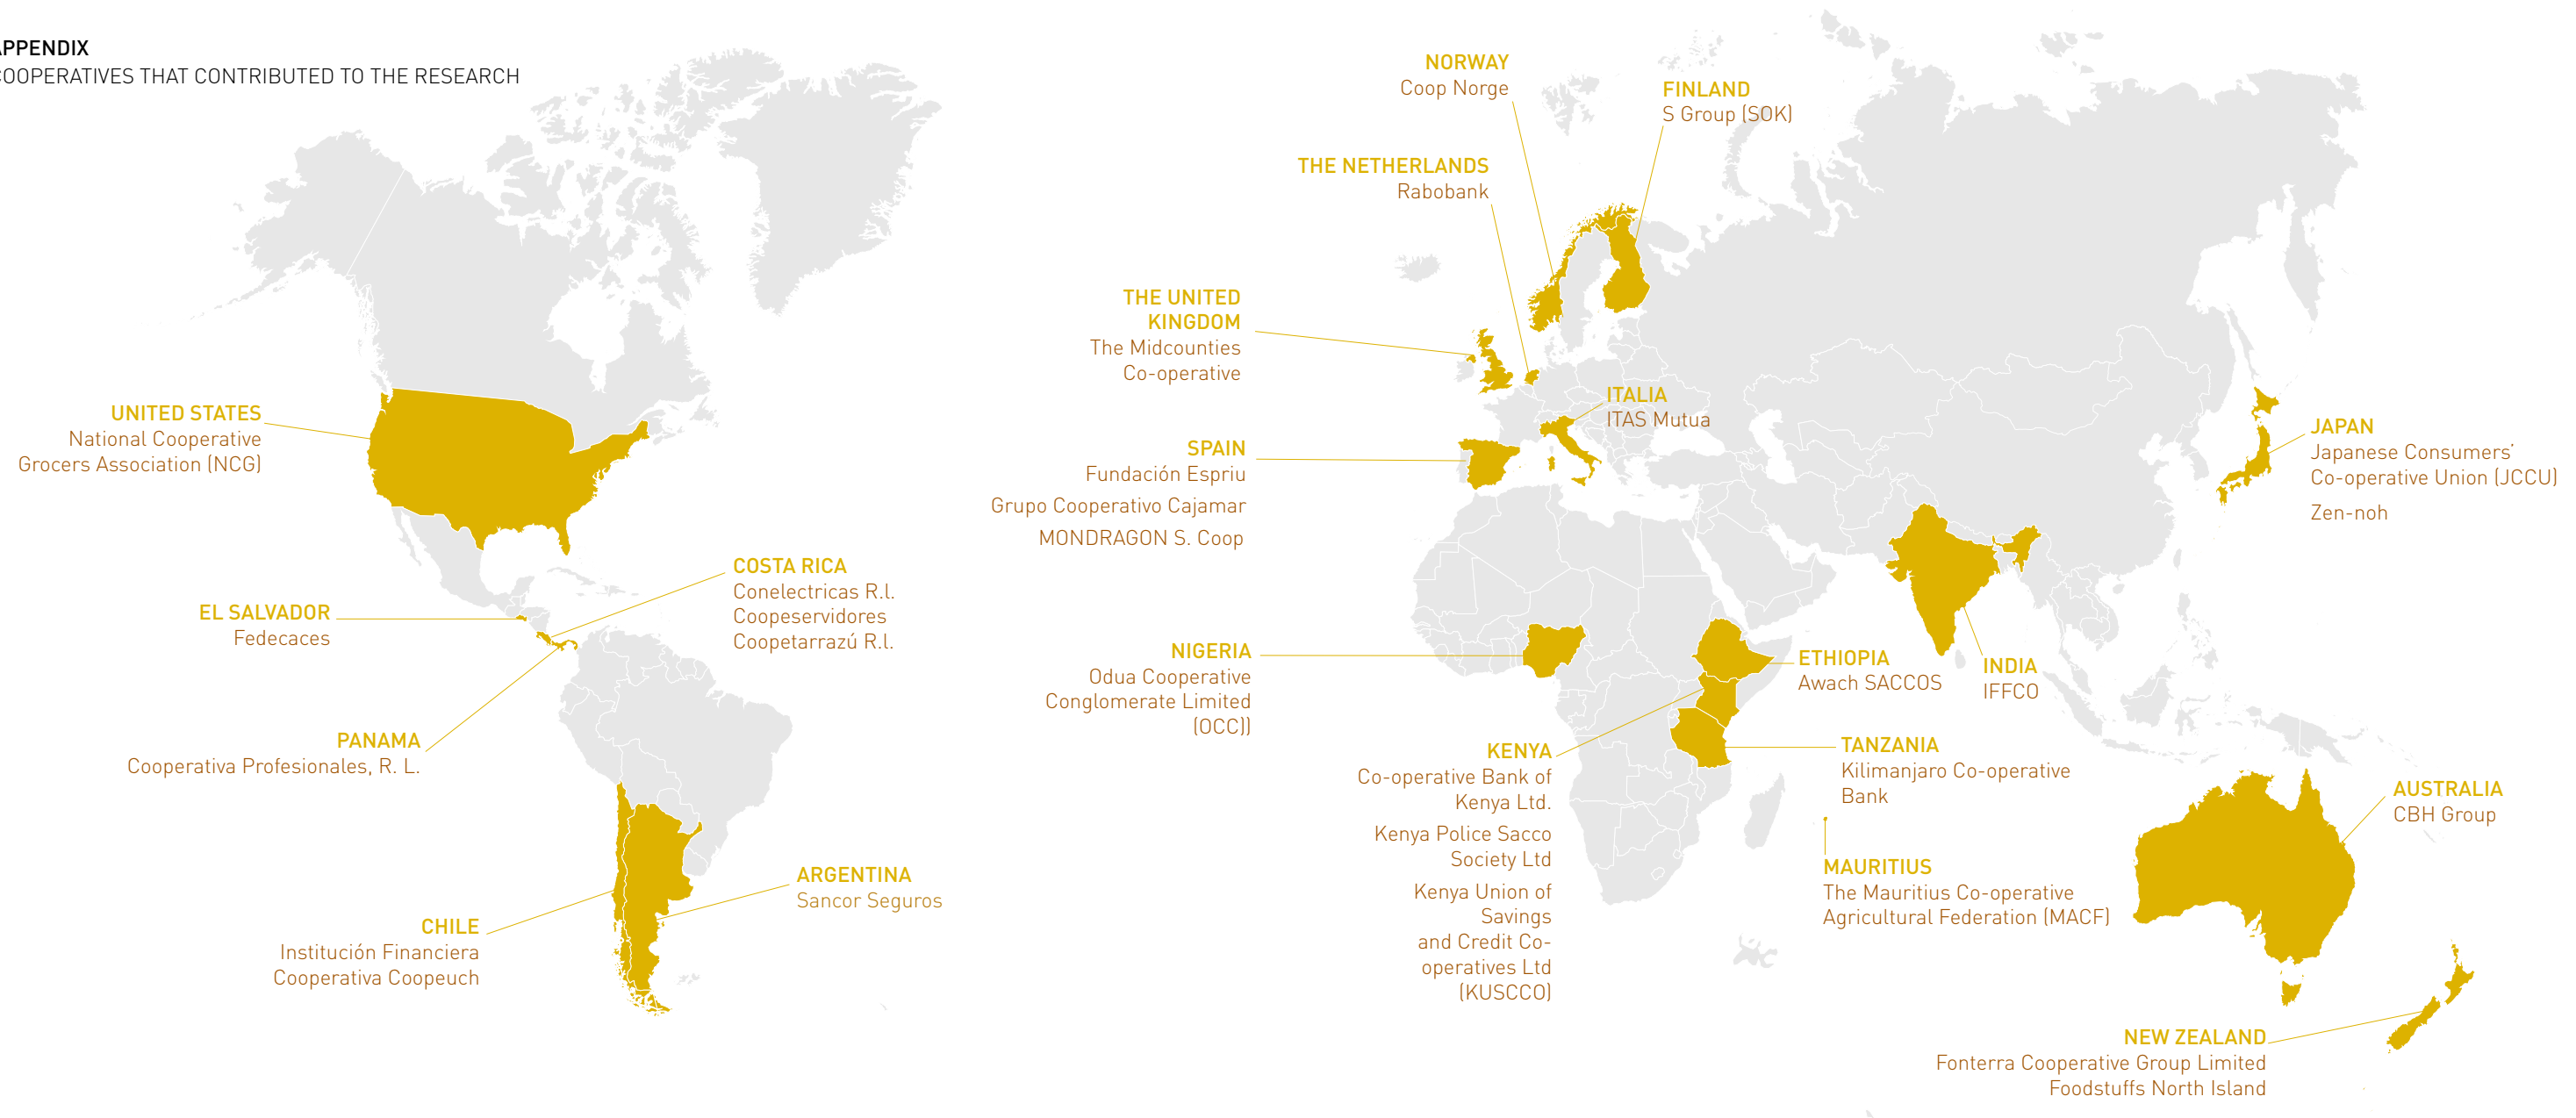 APPENDIX
COOPERATIVES THAT CONTRIBUTED TO THE RESEARCH
UNITED STATES
National Cooperative
Grocers Association (NCG)
EL SALVADOR
Fedecaces
COSTA RICA
Conelectricas R.l.
Coopeservidores
Coopetarrazú R.l.
PANAMA
Cooperativa Profesionales, R. L.
ARGENTINA
Sancor Seguros
CHILE
Institución Financiera
Cooperativa Coopeuch
NORWAY
Coop Norge
FINLAND
S Group (SOK)
THE NETHERLANDS
Rabobank
THE UNITED
KINGDOM
The Midcounties
Co-operative
ITALIA
ITAS Mutua
SPAIN
Fundación Espriu
Grupo Cooperativo Cajamar
MONDRAGON S. Coop
JAPAN
Japanese Consumers’
Co-operative Union (JCCU)
Zen-noh
NIGERIA
Odua Cooperative
Conglomerate Limited
(OCC))
ETHIOPIA
Awach SACCOS
INDIA
IFFCO
KENYA
Co-operative Bank of
Kenya Ltd.
Kenya Police Sacco
Society Ltd
Kenya Union of
Savings
and Credit Co-
operatives Ltd
(KUSCCO)
TANZANIA
Kilimanjaro Co-operative
Bank
MAURITIUS
The Mauritius Co-operative
Agricultural Federation (MACF)
AUSTRALIA
CBH Group
NEW ZEALAND
Fonterra Cooperative Group Limited
Foodstuffs North Island